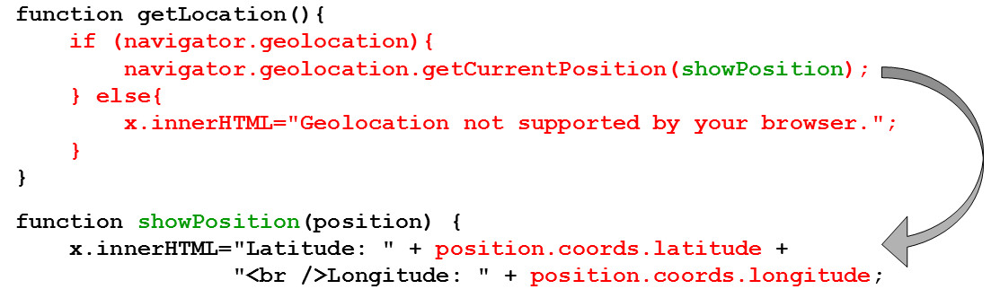 function getLocation(){
    if (navigator.geolocation){
        navigator.geolocation.getCurrentPosition(showPosition);
    } else{
        x.innerHTML="Geolocation not supported by your browser.";
    }
}
function showPosition(position) {
    x.innerHTML="Latitude: " + position.coords.latitude +
                "<br />Longitude: " + position.coords.longitude;